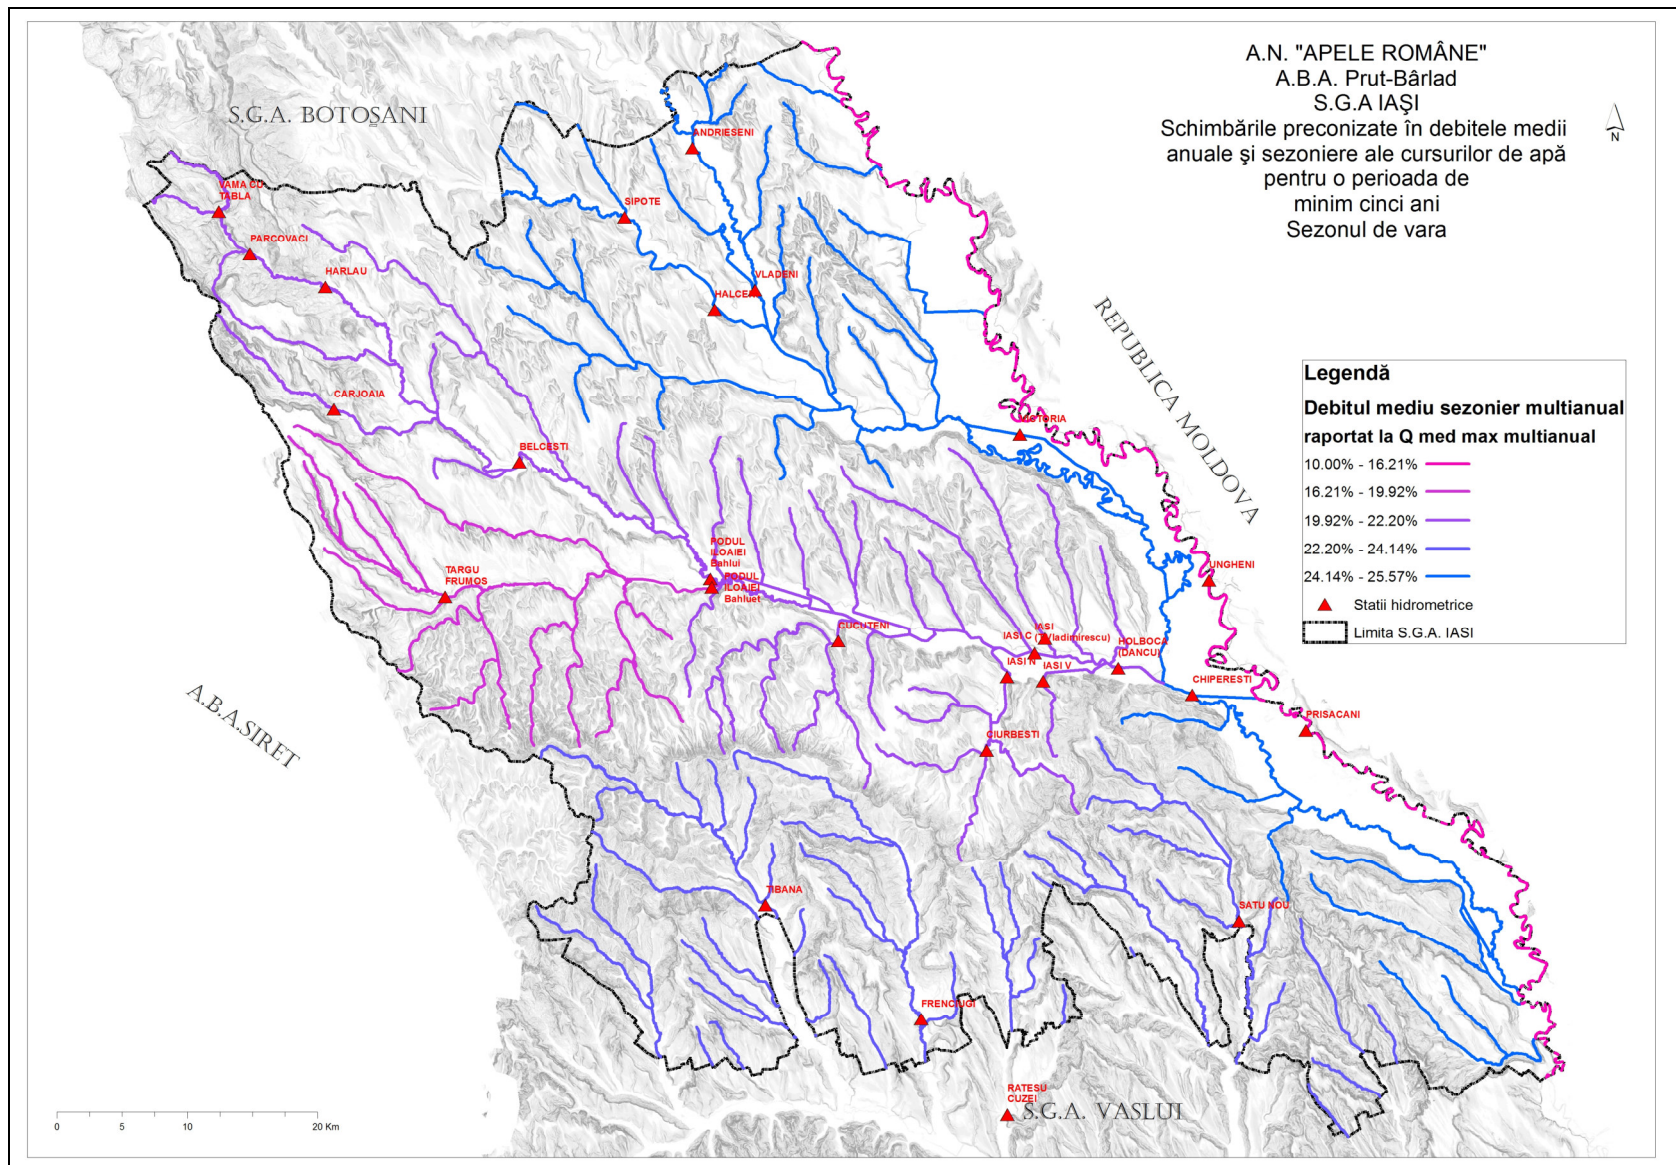 A.N. "APELE ROMÂNE"
A.B.A. Prut-Bârlad
S.G.A IAŞI
Schimbările preconizate în debitele medii
anuale şi sezoniere ale cursurilor de apă
pentru o perioada de
minim cinci ani
Sezonul de vara
N
S.G.A. BOTOŞANI
ANDRIESENI
VAMA CU
TABLA
SIPOTE
PARCOVACI
HARLAU
VLADENI
HALCENI
REPUBLICA MOLDOVA
Legendă
Debitul mediu sezonier multianual
raportat la Q med max multianual
10.00% - 16.21%
16.21% - 19.92%
19.92% - 22.20%
22.20% - 24.14%
24.14% - 25.57%
Statii hidrometrice
Limita S.G.A. IASI
CARJOAIA
VICTORIA
BELCESTI
PODUL
ILOAIEI
Bahlui
PODUL
ILOAIEI
Bahluet
TARGU
FRUMOS
UNGHENI
CUCUTENI
IASI
IASI C (T.Vladimirescu)
HOLBOCA
(DANCU)
IASI N
IASI V
CHIPERESTI
PRISACANI
CIURBESTI
A.B.A.SIRET
TIBANA
SATU NOU
FRENCIUGI
RATESU
CUZEI
S.G.A. VASLUI
0 5 10 20 Km